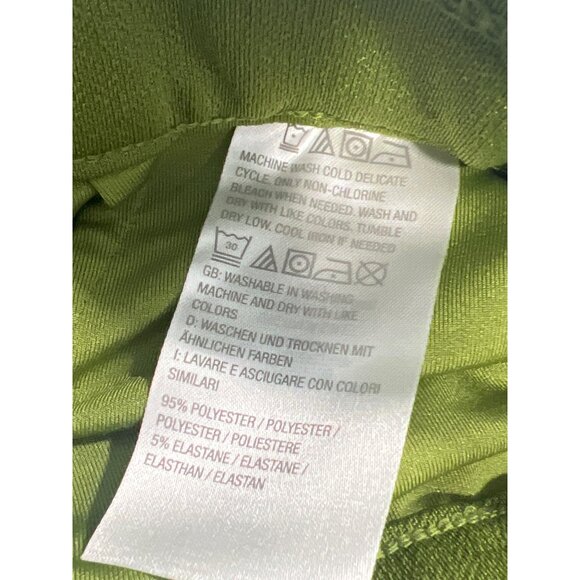 MACHINE WASH COLD DELICATE
CYCLE. ONLY NON-CHLORINE
BLEACH WHEN NEEDED. WASH AND
DRY WITH LIKE COLORS. TUMBLE
DRY LOW. COOL IRON IF NEEDED
30
GB: WASHABLE IN WASHING
MACHINE AND DRY WITH LIKE
COLORS
D: WASCHEN UND TROCKNEN MIT
ÄHNLICHEN FARBEN
I: LAVARE E ASCIUGARE CON COLORI
SIMILARI
95% POLYESTER / POLYESTER /
POLYESTER / POLIESTERE
5% ELASTANE / ELASTANE /
ELASTHAN / ELASTAN